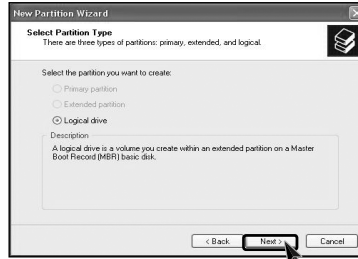 New Partition Wizard
Select Partition Type
There are three types of partitions: primary, extended, and logical.
Select the partition you want to create:
Primary partition
Extended partition
Logical drive
Description
A logical drive is a volume you create within an extended partition on a Master
Boot Record (MBR) basic disk.
< Back Next > Cancel